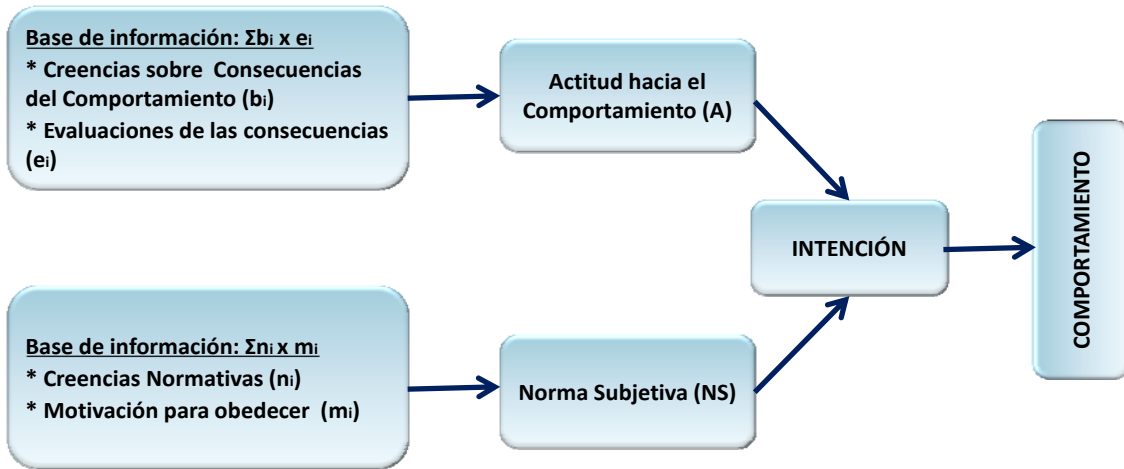 Base de información: Σbi x ei
* Creencias sobre Consecuencias
del Comportamiento (bi)
* Evaluaciones de las consecuencias
(ei)
Actitud hacia el
Comportamiento (A)
INTENCIÓN
COMPORTAMIENTO
Base de información: Σni x mi
* Creencias Normativas (ni)
* Motivación para obedecer (mi)
Norma Subjetiva (NS)